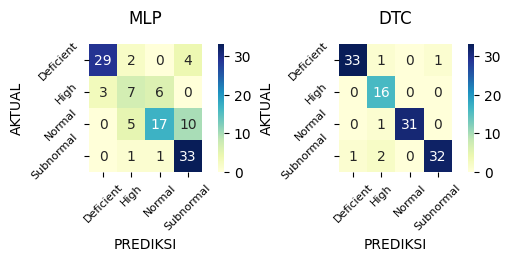 MLP
DTC
AKTUAL
Deficient
High
Normal
Subnormal
29 2 0 4
3 7 6 0
0 5 17 10
0 1 1 33
Deficient High Normal Subnormal
PREDIKSI
30
20
10
0
AKTUAL
Deficient
High
Normal
Subnormal
33 1 0 1
0 16 0 0
0 1 31 0
1 2 0 32
Deficient High Normal Subnormal
PREDIKSI
30
20
10
0